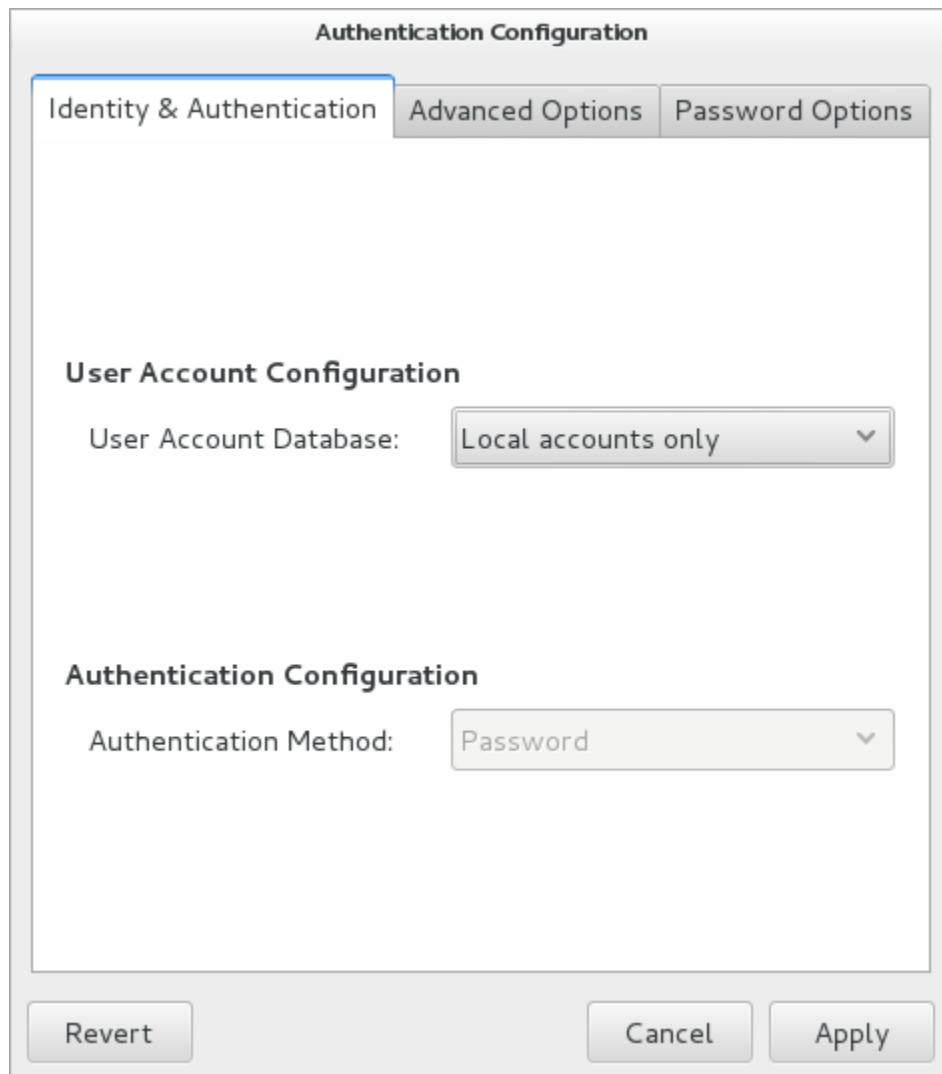 Authentication Configuration
Identity & Authentication Advanced Options Password Options
User Account Configuration
User Account Database: Local accounts only
Authentication Configuration
Authentication Method: Password
Revert Cancel Apply